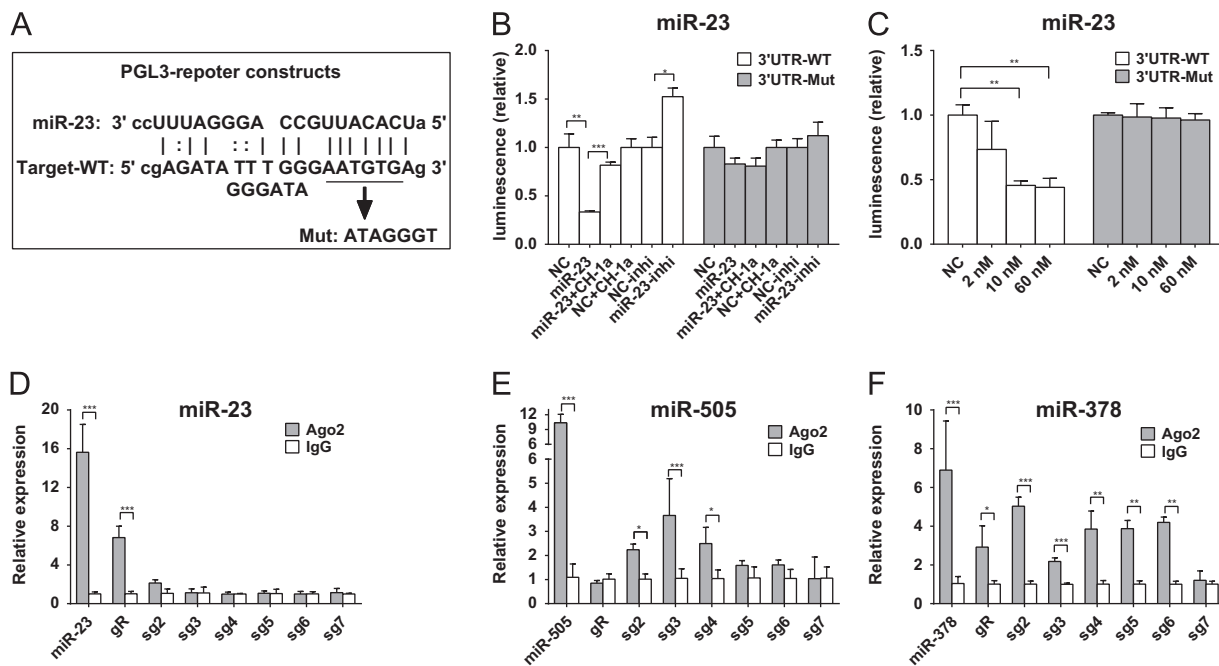 A
PGL3-repoter constructs
miR-23: 3' ccUUUAGGGA CCGUUACACUa 5'
Target-WT: 5' cgAGATA TTT GGGAATGTGAg 3'
GGGATA
Mut: ATAGGGT
B
miR-23
luminescence (relative)
2.0
1.5
1.0
0.5
0.0
3'UTR-WT
3'UTR-Mut
**
***
*
NC
miR-23
miR-23+CH-1a
NC+CH-1a
NC-inhi
miR-23-inhi
NC
miR-23
miR-23+CH-1a
NC+CH-1a
NC-inhi
miR-23-inhi
C
miR-23
luminescence (relative)
1.5
1.0
0.5
0.0
3'UTR-WT
3'UTR-Mut
**
**
NC
2 nM
10 nM
60 nM
NC
2 nM
10 nM
60 nM
D
miR-23
Relative expression
20
16
12
8
4
0
Ago2
IgG
***
***
miR-23
gR
sg2
sg3
sg4
sg5
sg6
sg7
E
miR-505
Relative expression
12
9
6
6
5
4
3
2
1
0
Ago2
IgG
***
*
***
*
miR-505
gR
sg2
sg3
sg4
sg5
sg6
sg7
F
miR-378
Relative expression
10
8
6
4
2
0
Ago2
IgG
***
*
***
***
**
**
**
miR-378
gR
sg2
sg3
sg4
sg5
sg6
sg7